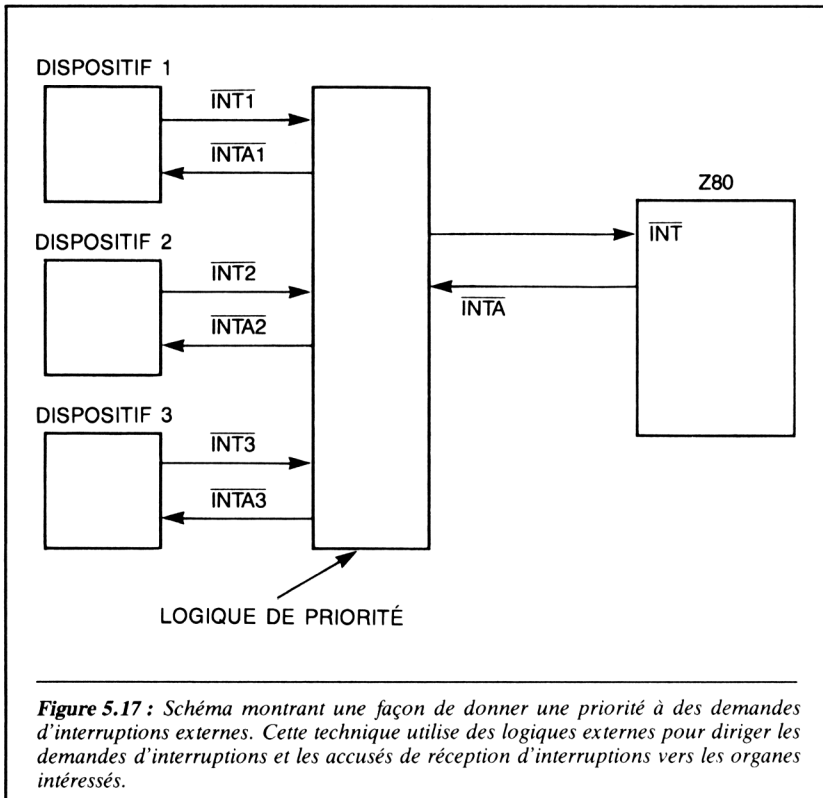 DISPOSITIF 1
INT1
INTA1
DISPOSITIF 2
INT2
INTA2
DISPOSITIF 3
INT3
INTA3
Z80
INT
INTA
LOGIQUE DE PRIORITÉ
Figure 5.17 : Schéma montrant une façon de donner une priorité à des demandes
d'interruptions externes. Cette technique utilise des logiques externes pour diriger les
demandes d'interruptions et les accusés de réception d'interruptions vers les organes
intéressés.